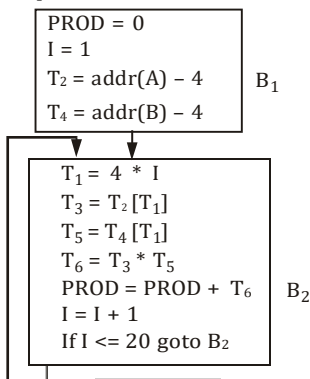 PROD = 0
I = 1
T₂ = addr(A) – 4
T₄ = addr(B) – 4
B₁
T₁ = 4 * I
T₃ = T₂ [T₁]
T₅ = T₄ [T₁]
T₆ = T₃ * T₅
PROD = PROD + T₆
B₂
I = I + 1
If I <= 20 goto B₂